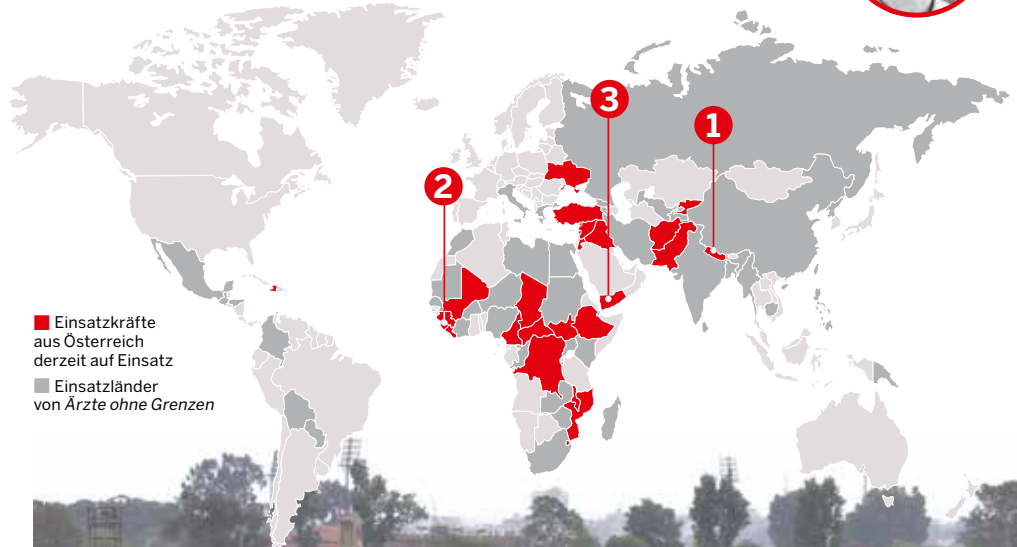 3
1
2
Einsatzkräfte
aus Österreich
derzeit auf Einsatz
Einsatzländer
von Ärzte ohne Grenzen